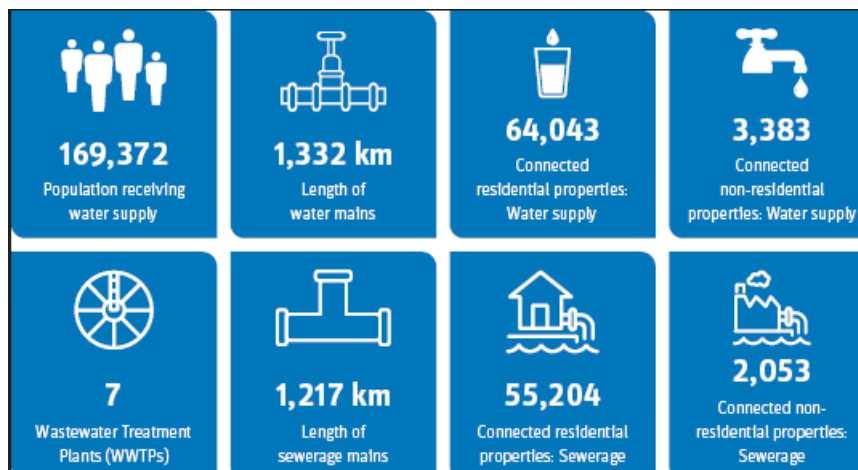 169,372
Population receiving
water supply
1,332 km
Length of
water mains
64,043
Connected
residential properties:
Water supply
3,383
Connected
non-residential
properties: Water supply
7
Wastewater Treatment
Plants (WWTPs)
1,217 km
Length of
sewerage mains
55,204
Connected residential
properties: Sewerage
2,053
Connected non-
residential properties:
Sewerage